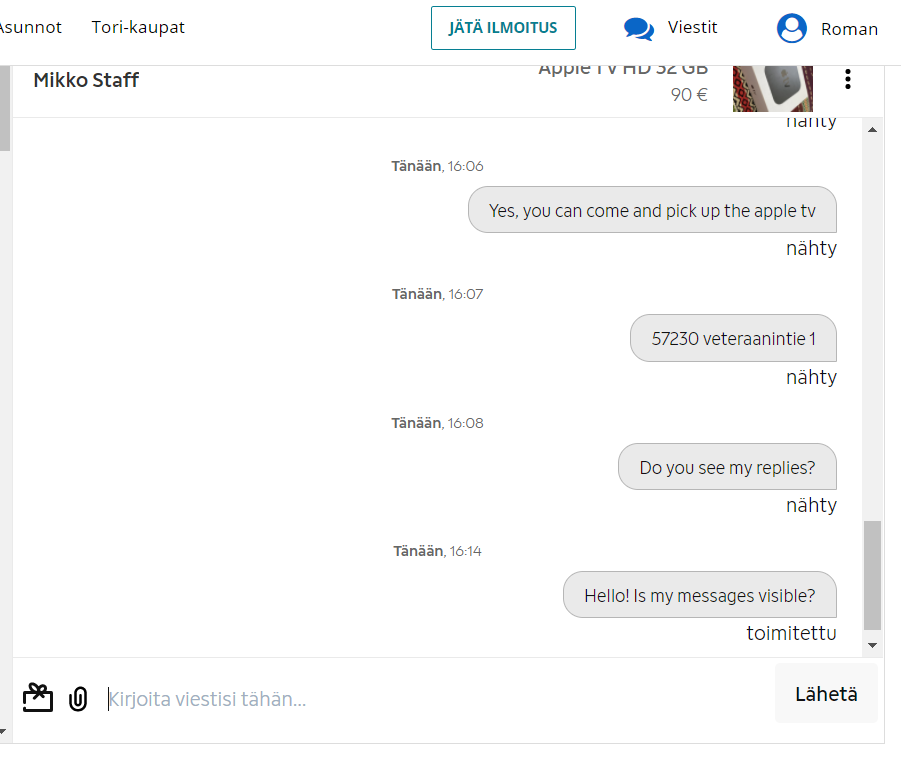 Asunnot
Tori-kaupat
JÄTÄ ILMOITUS
Viestit
Roman
Mikko Staff
Apple TV HD 32 GB
90 €
nähty
Tänään, 16:06
Yes, you can come and pick up the apple tv
nähty
Tänään, 16:07
57230 veteraanintie 1
nähty
Tänään, 16:08
Do you see my replies?
nähty
Tänään, 16:14
Hello! Is my messages visible?
toimitettu
Kirjoita viestisi tähän...
Lähetä